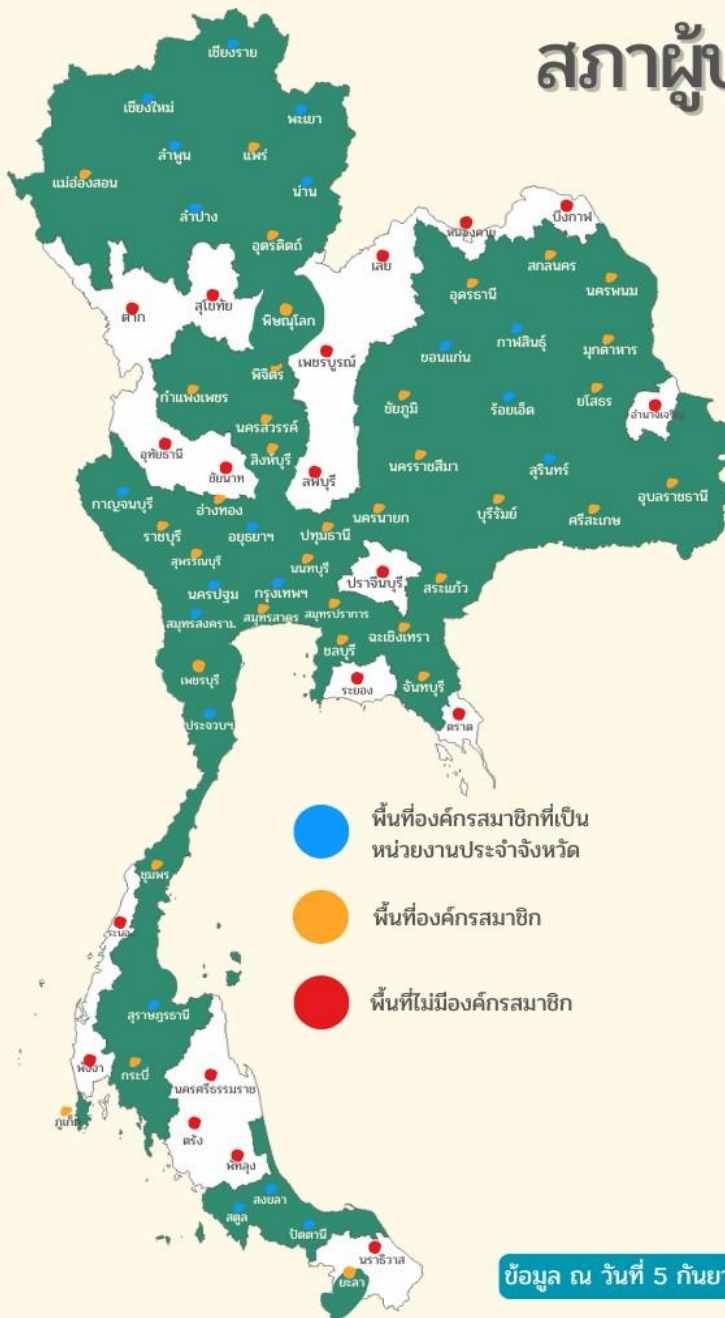 สภาผู้บ
เชียงราย
เชียงใหม่
พะเยา
ลำพูน
แพร่
แม่ฮ่องสอน
น่าน
ลำปาง
อุตรดิตถ์
บึงกาฬ
หนองคาย
เลย
สกลนคร
อุดรธานี
นครพนม
ตาก
สุโขทัย
พิษณุโลก
กาฬสินธุ์
ขอนแก่น
มุกดาหาร
เพชรบูรณ์
พิจิตร
กำแพงเพชร
ชัยภูมิ
ร้อยเอ็ด
ยโสธร
อำนาจเจริญ
นครสวรรค์
อุทัยธานี
สิงห์บุรี
ชัยนาท
ลพบุรี
นครราชสีมา
สุรินทร์
อุบลราชธานี
กาญจนบุรี
อ่างทอง
นครนายก
บุรีรัมย์
ศรีสะเกษ
ราชบุรี
อยุธยาฯ
ปทุมธานี
สุพรรณบุรี
นนทบุรี
ปราจีนบุรี
สระแก้ว
นครปฐม
กรุงเทพฯ
สมุทรสงคราม.
สมุทรสาคร
สมุทรปราการ
ฉะเชิงเทรา
ชลบุรี
เพชรบุรี
ระยอง
จันทบุรี
ประจวบฯ
ตราด
พื้นที่องค์กรสมาชิกที่เป็น
หน่วยงานประจำจังหวัด
พื้นที่องค์กรสมาชิก
พื้นที่ไม่มีองค์กรสมาชิก
ชุมพร
ระนอง
สุราษฎรธานี
พังงา
กระบี่
นครศรีธรรมราช
ภูเก็ต
ตรัง
พัทลุง
สงขลา
สตูล
ปัตตานี
นราธิวาส
ยะลา
ข้อมูล ณ วันที่ 5 กันยา